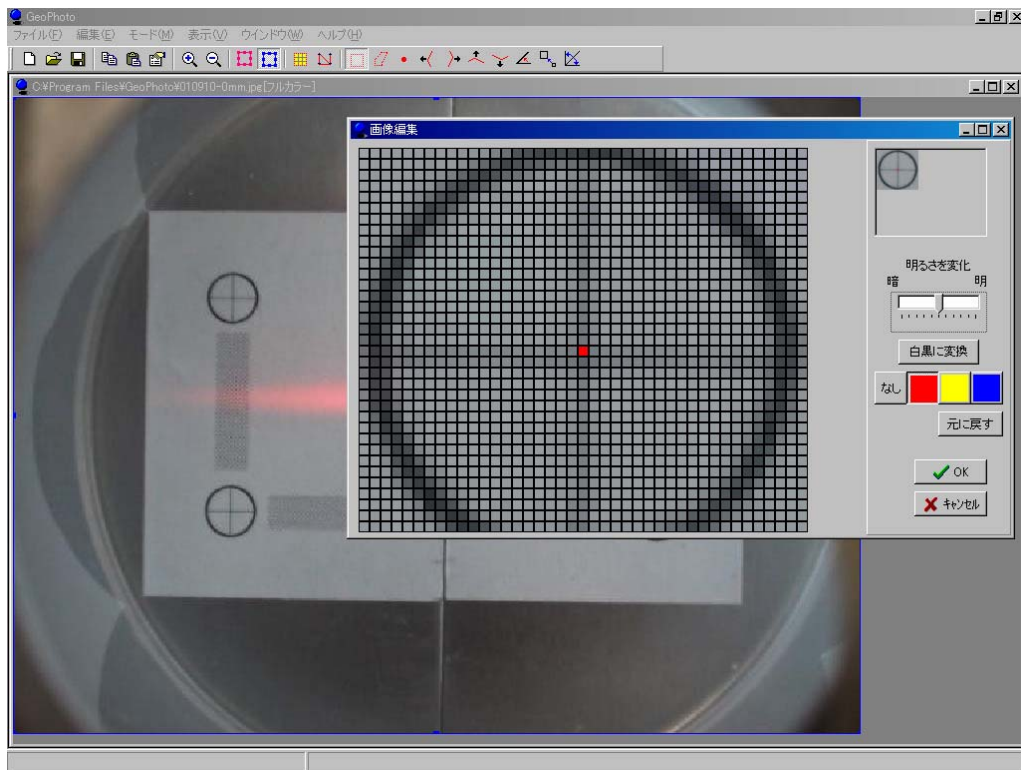 GeoPhoto
ファイル(F) 編集(E) モード(M) 表示(V) ウインドウ(W) ヘルプ(H)
C:¥Program Files¥GeoPhoto¥010910-0mm.jpg[フルカラー]
画像編集
明るさを変化
暗 明
白黒に変換
なし
元に戻す
OK
キャンセル